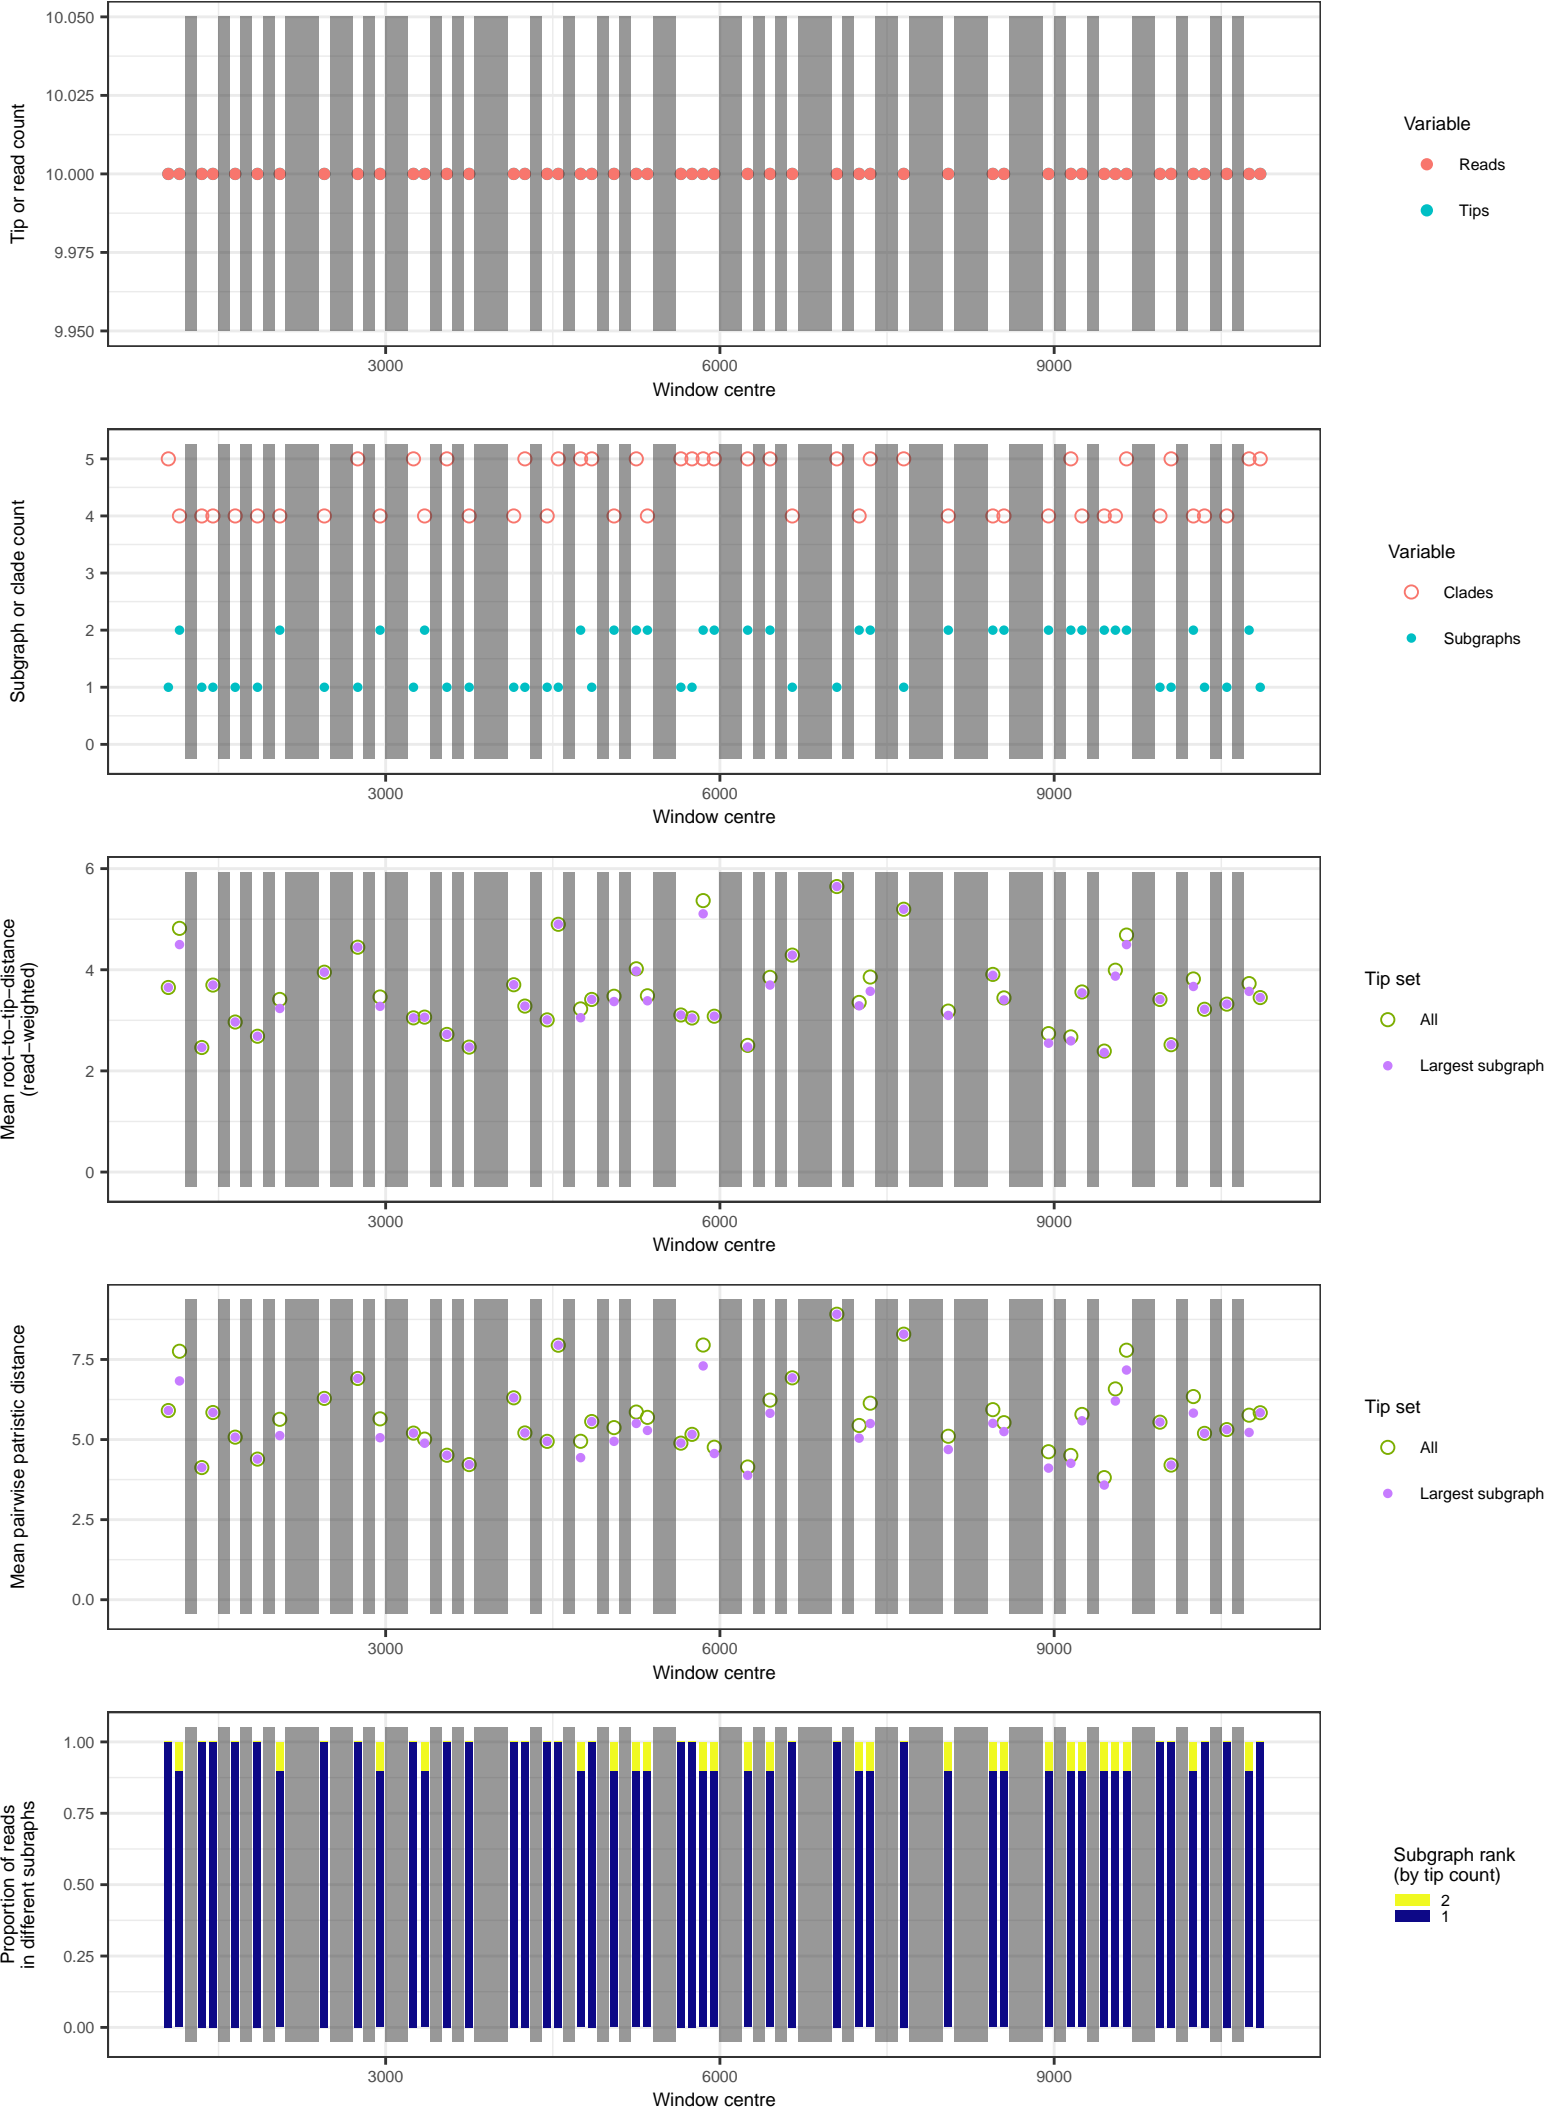 10.050
10.025
10.000
9.975
9.950
Tip or read count
3000 6000 9000
Window centre
Variable
Reads
Tips
5
4
3
2
1
0
Subgraph or clade count
3000 6000 9000
Window centre
Variable
Clades
Subgraphs
6
4
2
0
Mean root−to−tip−distance
(read−weighted)
3000 6000 9000
Window centre
Tip set
All
Largest subgraph
7.5
5.0
2.5
0.0
Mean pairwise patristic distance
3000 6000 9000
Window centre
Tip set
All
Largest subgraph
1.00
0.75
0.50
0.25
0.00
Proportion of reads
in different subraphs
3000 6000 9000
Window centre
Subgraph rank
(by tip count)
2
1